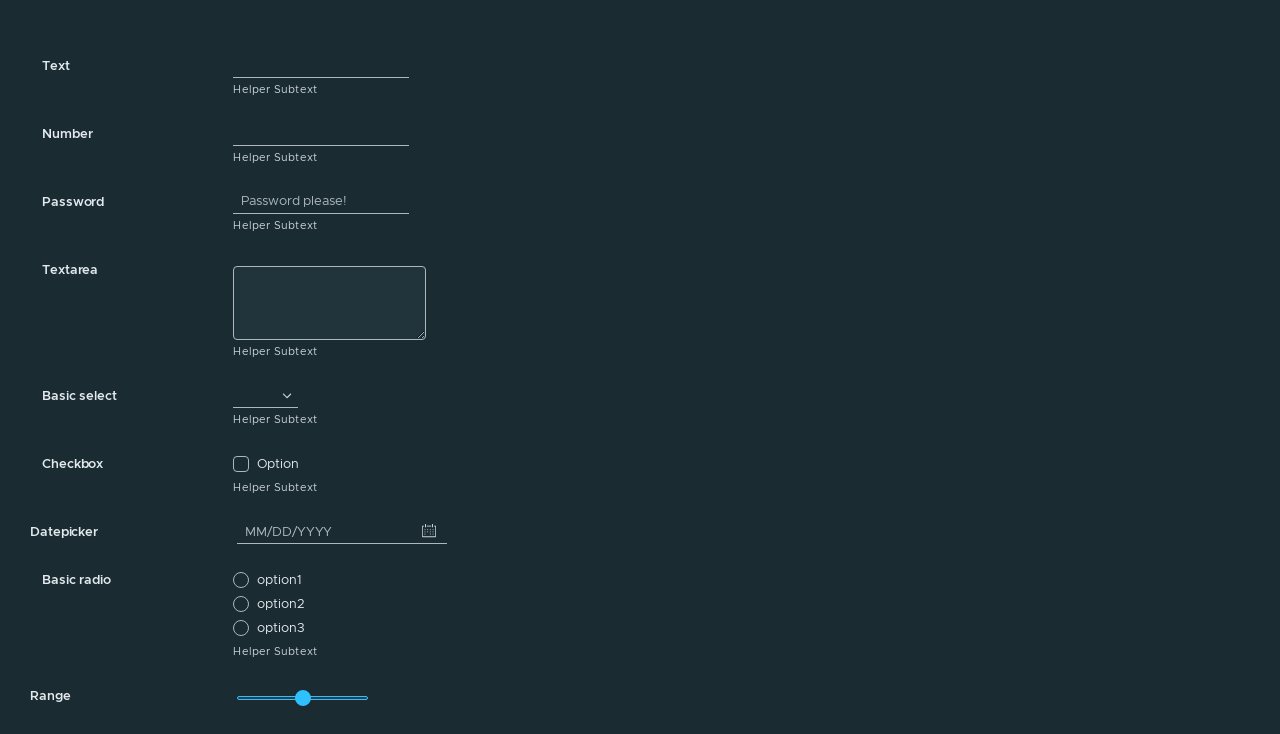 Text
Helper Subtext
Number
Helper Subtext
Password Password please!
Helper Subtext
Textarea
Helper Subtext
Basic select
Helper Subtext
Checkbox Option
Helper Subtext
Datepicker MM/DD/YYYY
Basic radio option1
option2
option3
Helper Subtext
Range